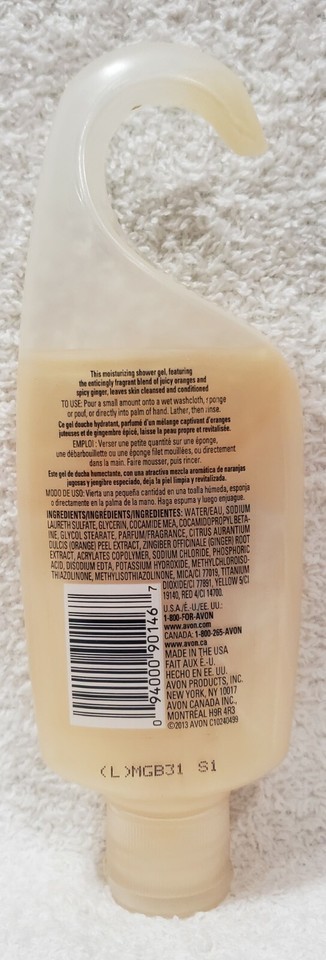 This moisturizing shower gel, featuring
the enticingly fragrant blend of juicy oranges and
spicy ginger, leaves skin cleansed and conditioned
TO USE: Pour a small amount onto a wet washcloth, sponge
or pouf, or directly into palm of hand. Lather, then rinse.
Ce gel douche hydratant, parfumé d'un mélange captivant d'oranges
juteuses et de gingembre épicé, laisse la peau propre et revitalisée.
EMPLOI : Verser une petite quantité sur une éponge,
une débarbouillette ou une éponge filet mouillées, ou directement
dans la main. Faire mousser, puis rincer.
Este gel de ducha humectante, con una atractiva mezcla aromática de naranjas
jugosas y jengibre especiado, deja la piel limpia y revitalizada.
MODO DE USO: Vierta una pequeña cantidad en una toalla húmeda, esponja
o directamente en la palma de la mano. Haga espuma y luego enjuague.
INGREDIENTS/INGRÉDIENTS/INGREDIENTES: WATER/EAU, SODIUM
LAURETH SULFATE, GLYCERIN, COCAMIDE MEA, COCAMIDOPROPYL BETA-
INE, GLYCOL STEARATE, PARFUM/FRAGRANCE, CITRUS AURANTIUM
DULCIS (ORANGE) PEEL EXTRACT, ZINGIBER OFFICINALE (GINGER) ROOT
EXTRACT, ACRYLATES COPOLYMER, SODIUM CHLORIDE, PHOSPHORIC
ACID, DISODIUM EDTA, POTASSIUM HYDROXIDE, METHYLCHLOROISO-
THIAZOLINONE, METHYLISOTHIAZOLINONE, MICA/CI 77019, TITANIUM
DIOXIDE/CI 77891, YELLOW 5/CI
19140, RED 4/CI 14700.
U.S.A./É.-U./EE. UU.:
1-800-FOR-AVON
www.avon.com
CANADA: 1-800-265-AVON
www.avon.ca
MADE IN THE USA
FAIT AUX É.-U.
HECHO EN EE. UU.
AVON PRODUCTS, INC.
NEW YORK, NY 10017
AVON CANADA INC.,
MONTRÉAL H9R 4R3
©2013 AVON C10240499
0 94000 90146 7
(L)MGB31 S1